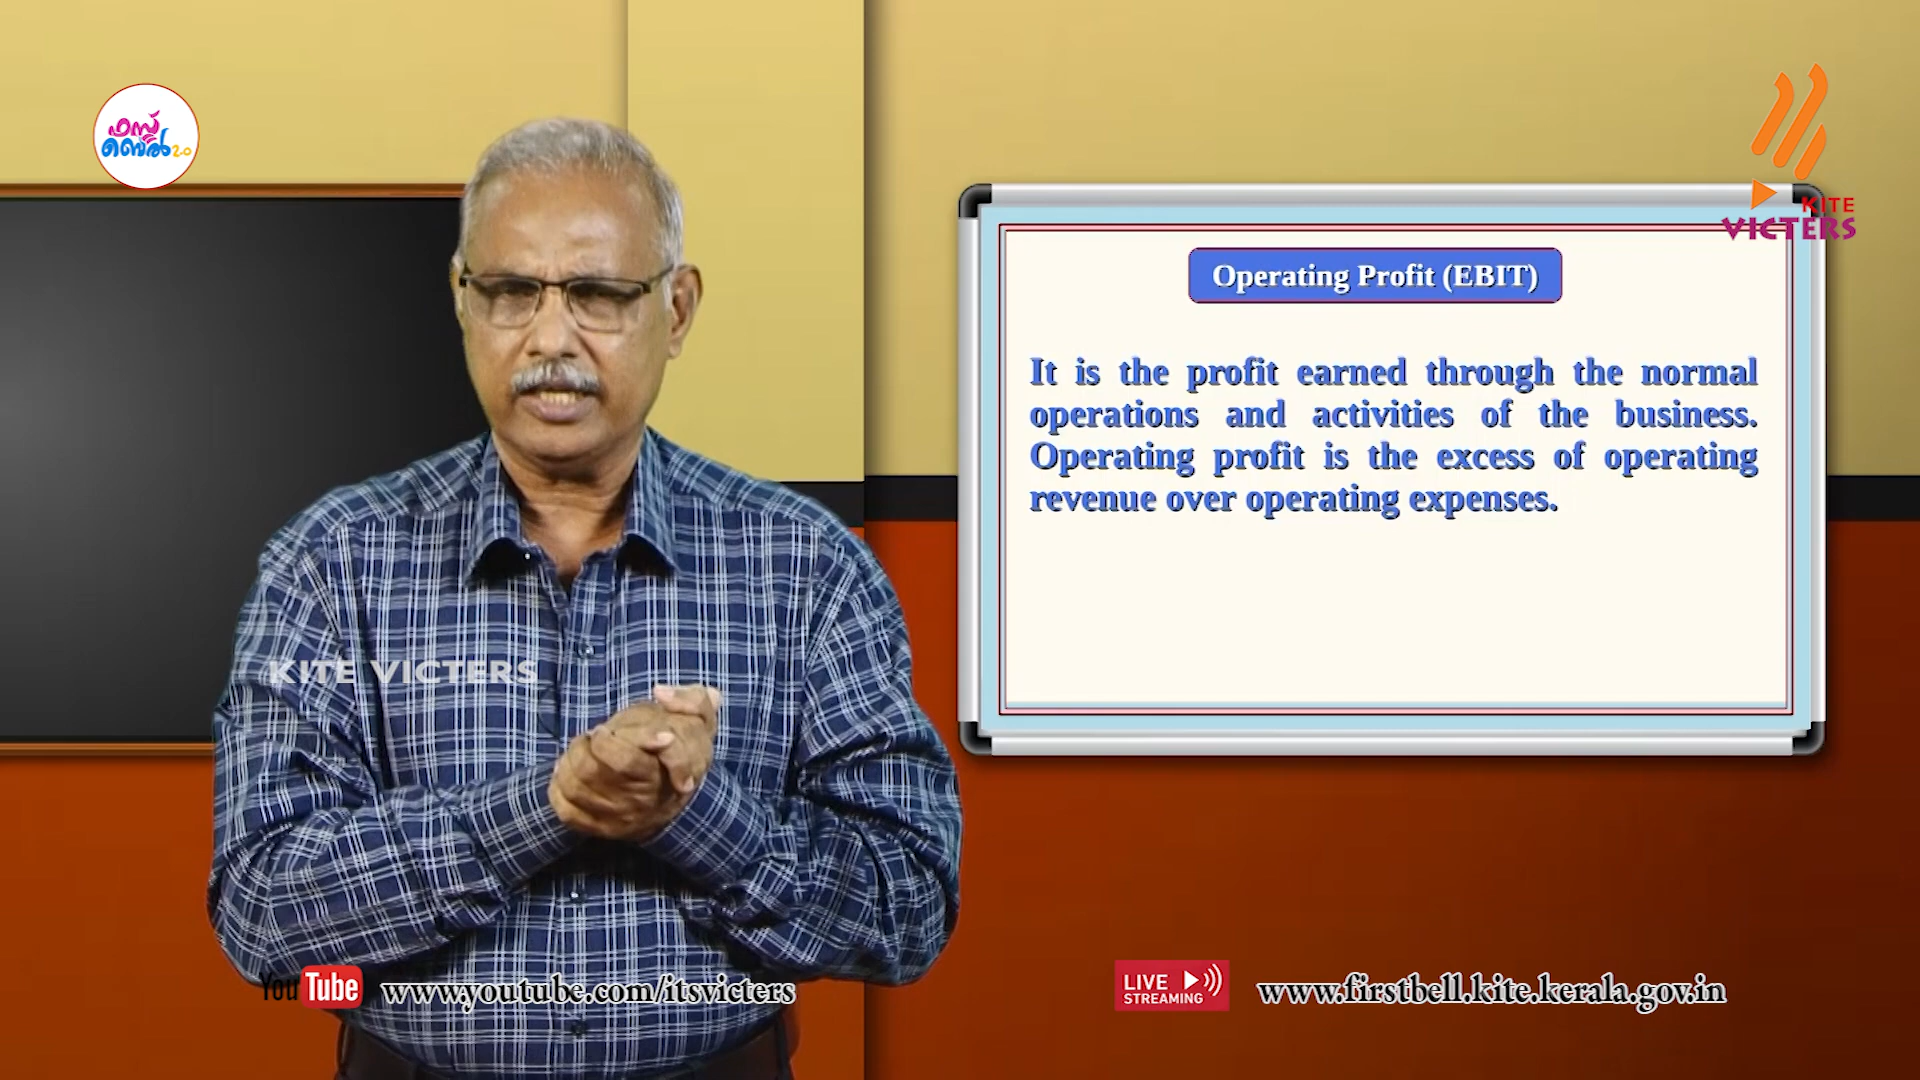 ഫസ്റ്റ്
ബെൽ 2.0
KITE
VICTERS
Operating Profit (EBIT)
It is the profit earned through the normal
operations and activities of the business.
Operating profit is the excess of operating
revenue over operating expenses.
KITE VICTERS
YouTube www.youtube.com/itsvicters
LIVE
STREAMING
www.firstbell.kite.kerala.gov.in